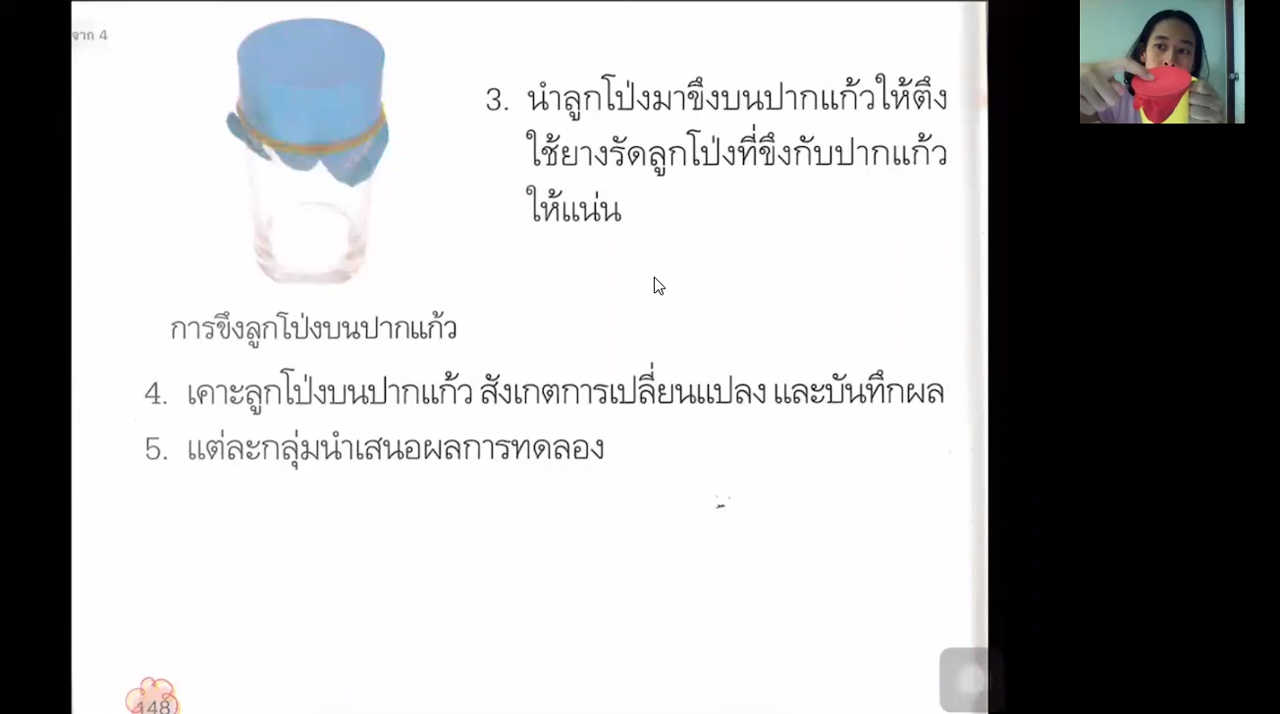 จาก 4
3. นำลูกโป่งมาขึงบนปากแก้วให้ตึง
ใช้ยางรัดลูกโป่งที่ขึงกับปากแก้ว
ให้แน่น
การขึงลูกโป่งบนปากแก้ว
4. เคาะลูกโป่งบนปากแก้ว สังเกตการเปลี่ยนแปลง และบันทึกผล
5. แต่ละกลุ่มนำเสนอผลการทดลอง
148